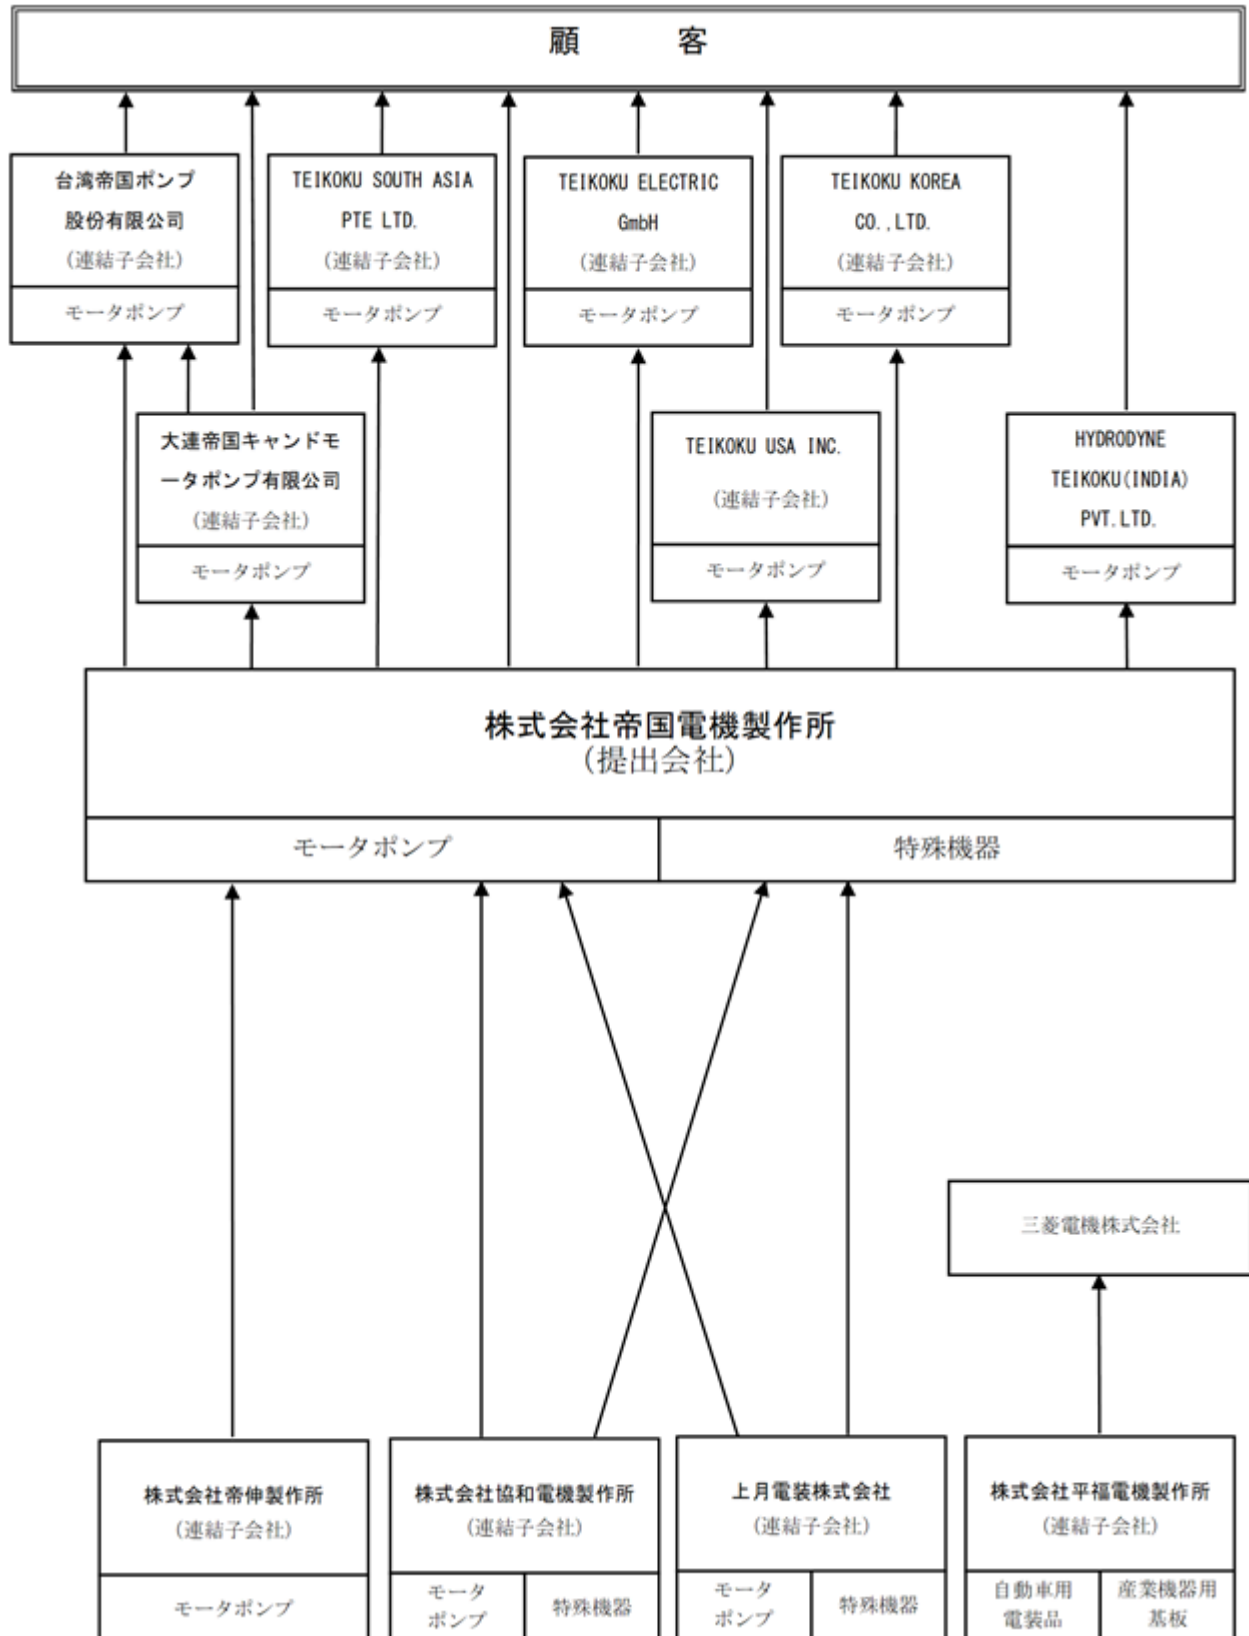 顧 客
台湾帝国ポンプ
股份有限公司
(連結子会社)
モータポンプ
TEIKOKU SOUTH ASIA
PTE LTD.
(連結子会社)
モータポンプ
TEIKOKU ELECTRIC
GmbH
(連結子会社)
モータポンプ
TEIKOKU KOREA
CO.,LTD.
(連結子会社)
モータポンプ
大連帝国キャンドモ
ータポンプ有限公司
(連結子会社)
モータポンプ
TEIKOKU USA INC.
(連結子会社)
モータポンプ
HYDRODYNE
TEIKOKU(INDIA)
PVT.LTD.
モータポンプ
株式会社帝国電機製作所
(提出会社)
モータポンプ
特殊機器
三菱電機株式会社
株式会社帝伸製作所
(連結子会社)
モータポンプ
株式会社協和電機製作所
(連結子会社)
モータ
ポンプ
特殊機器
上月電装株式会社
(連結子会社)
モータ
ポンプ
特殊機器
株式会社平福電機製作所
(連結子会社)
自動車用
電装品
産業機器用
基板